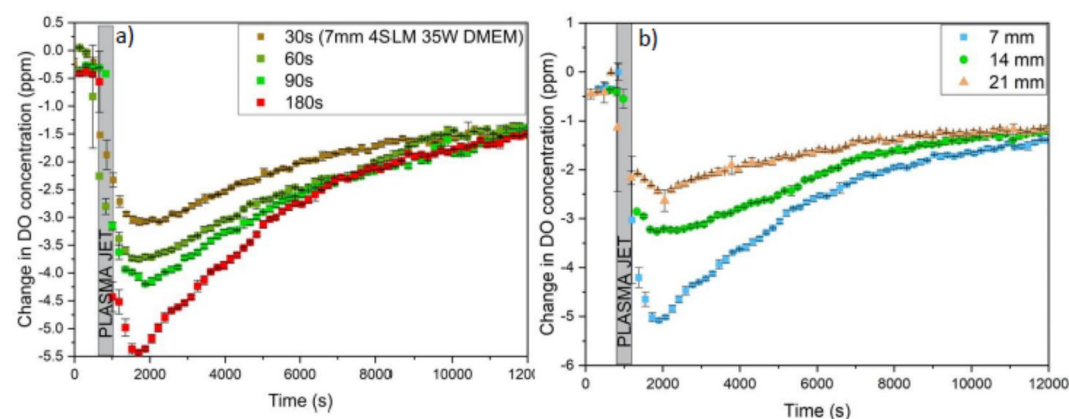 a)
30s (7mm 4SLM 35W DMEM)
60s
90s
180s
0.5
0.0
-0.5
-1.0
-1.5
-2.0
-2.5
-3.0
-3.5
-4.0
-4.5
-5.0
-5.5
Change in DO concentration (ppm)
PLASMA JET
0 2000 4000 6000 8000 10000 1200
Time (s)
b)
7 mm
14 mm
21 mm
1
0
-1
-2
-3
-4
-5
-6
Change in DO concentration (ppm)
PLASMA JET
0 2000 4000 6000 8000 10000 12000
Time (s)